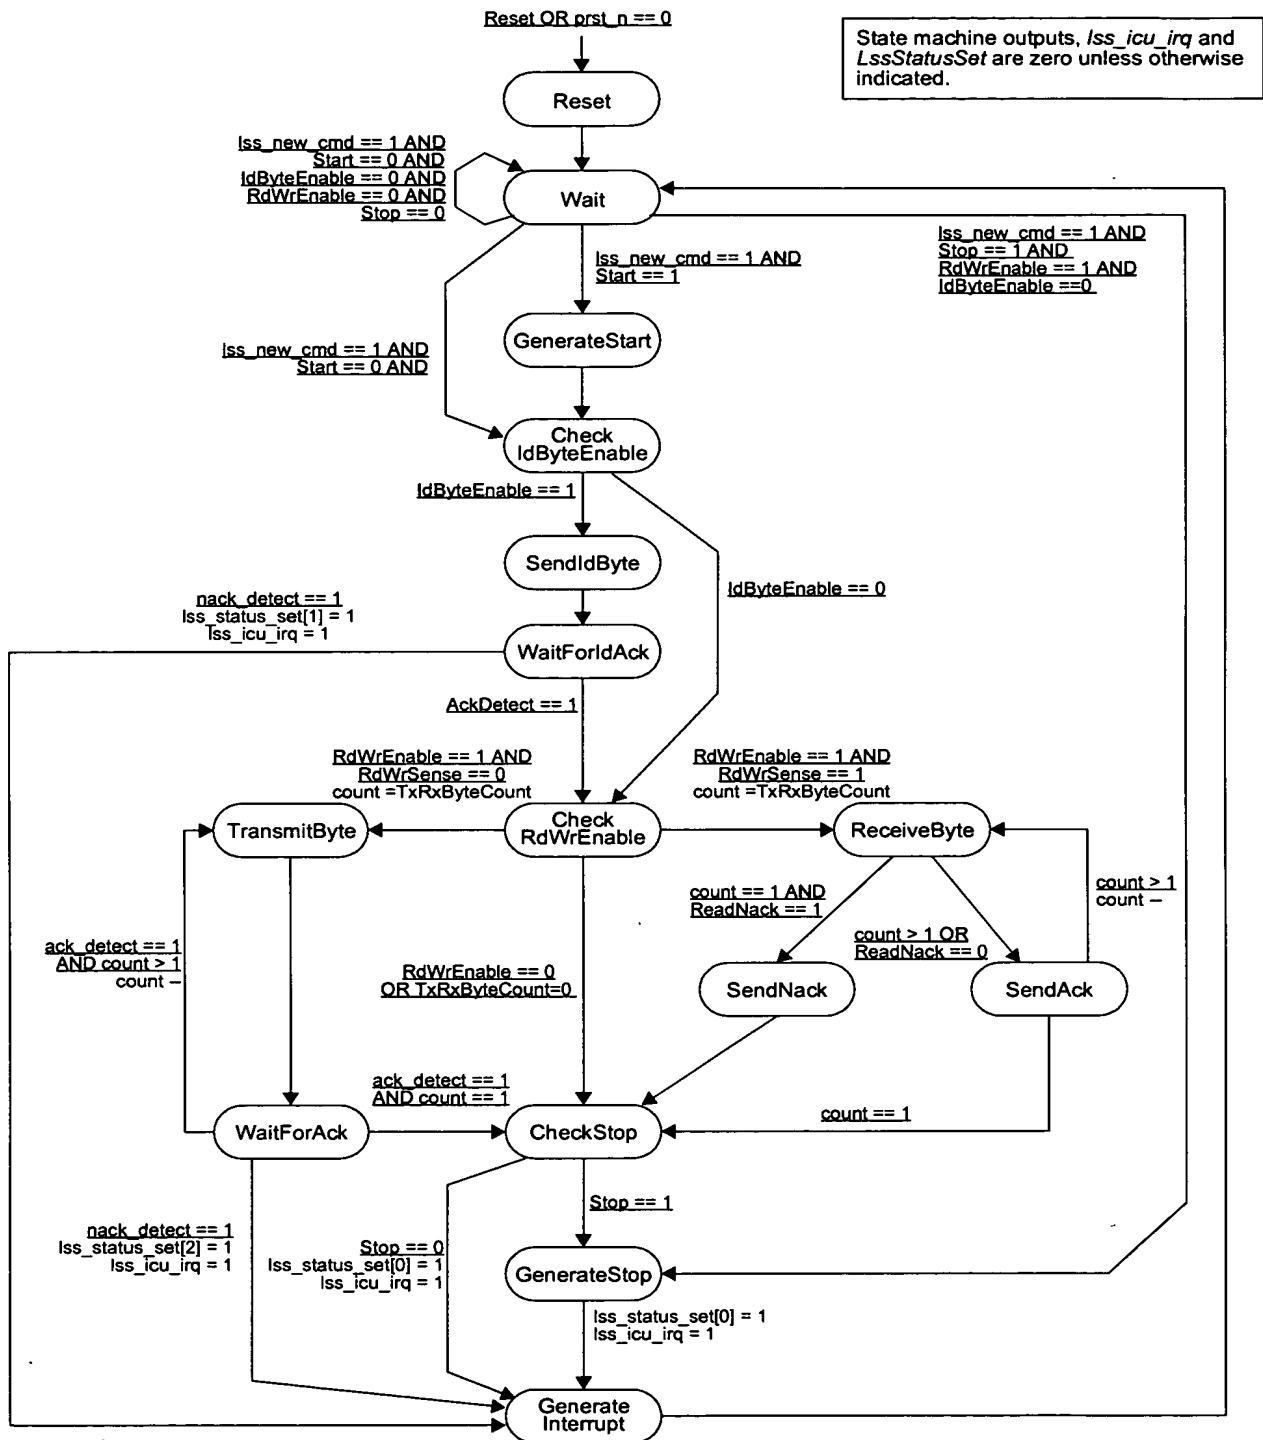 Reset OR prst_n == 0
State machine outputs, lss_icu_irq and
LssStatusSet are zero unless otherwise
indicated.
Reset
lss_new_cmd == 1 AND
Start == 0 AND
IdByteEnable == 0 AND
RdWrEnable == 0 AND
Stop == 0
Wait
lss_new_cmd == 1 AND
Stop == 1 AND
RdWrEnable == 1 AND
IdByteEnable ==0
lss_new_cmd == 1 AND
Start == 1
GenerateStart
lss_new_cmd == 1 AND
Start == 0 AND
Check
IdByteEnable
IdByteEnable == 1
SendIdByte
IdByteEnable == 0
nack_detect == 1
lss_status_set[1] = 1
lss_icu_irq = 1
WaitForIdAck
AckDetect == 1
RdWrEnable == 1 AND
RdWrSense == 0
count =TxRxByteCount
RdWrEnable == 1 AND
RdWrSense == 1
count =TxRxByteCount
TransmitByte
Check
RdWrEnable
ReceiveByte
count == 1 AND
ReadNack == 1
count > 1
count –
count > 1 OR
ReadNack == 0
ack_detect == 1
AND count > 1
count –
RdWrEnable == 0
OR TxRxByteCount=0
SendNack
SendAck
ack_detect == 1
AND count == 1
count == 1
WaitForAck
CheckStop
Stop == 1
nack_detect == 1
lss_status_set[2] = 1
lss_icu_irq = 1
Stop == 0
lss_status_set[0] = 1
lss_icu_irq = 1
GenerateStop
lss_status_set[0] = 1
lss_icu_irq = 1
Generate
Interrupt